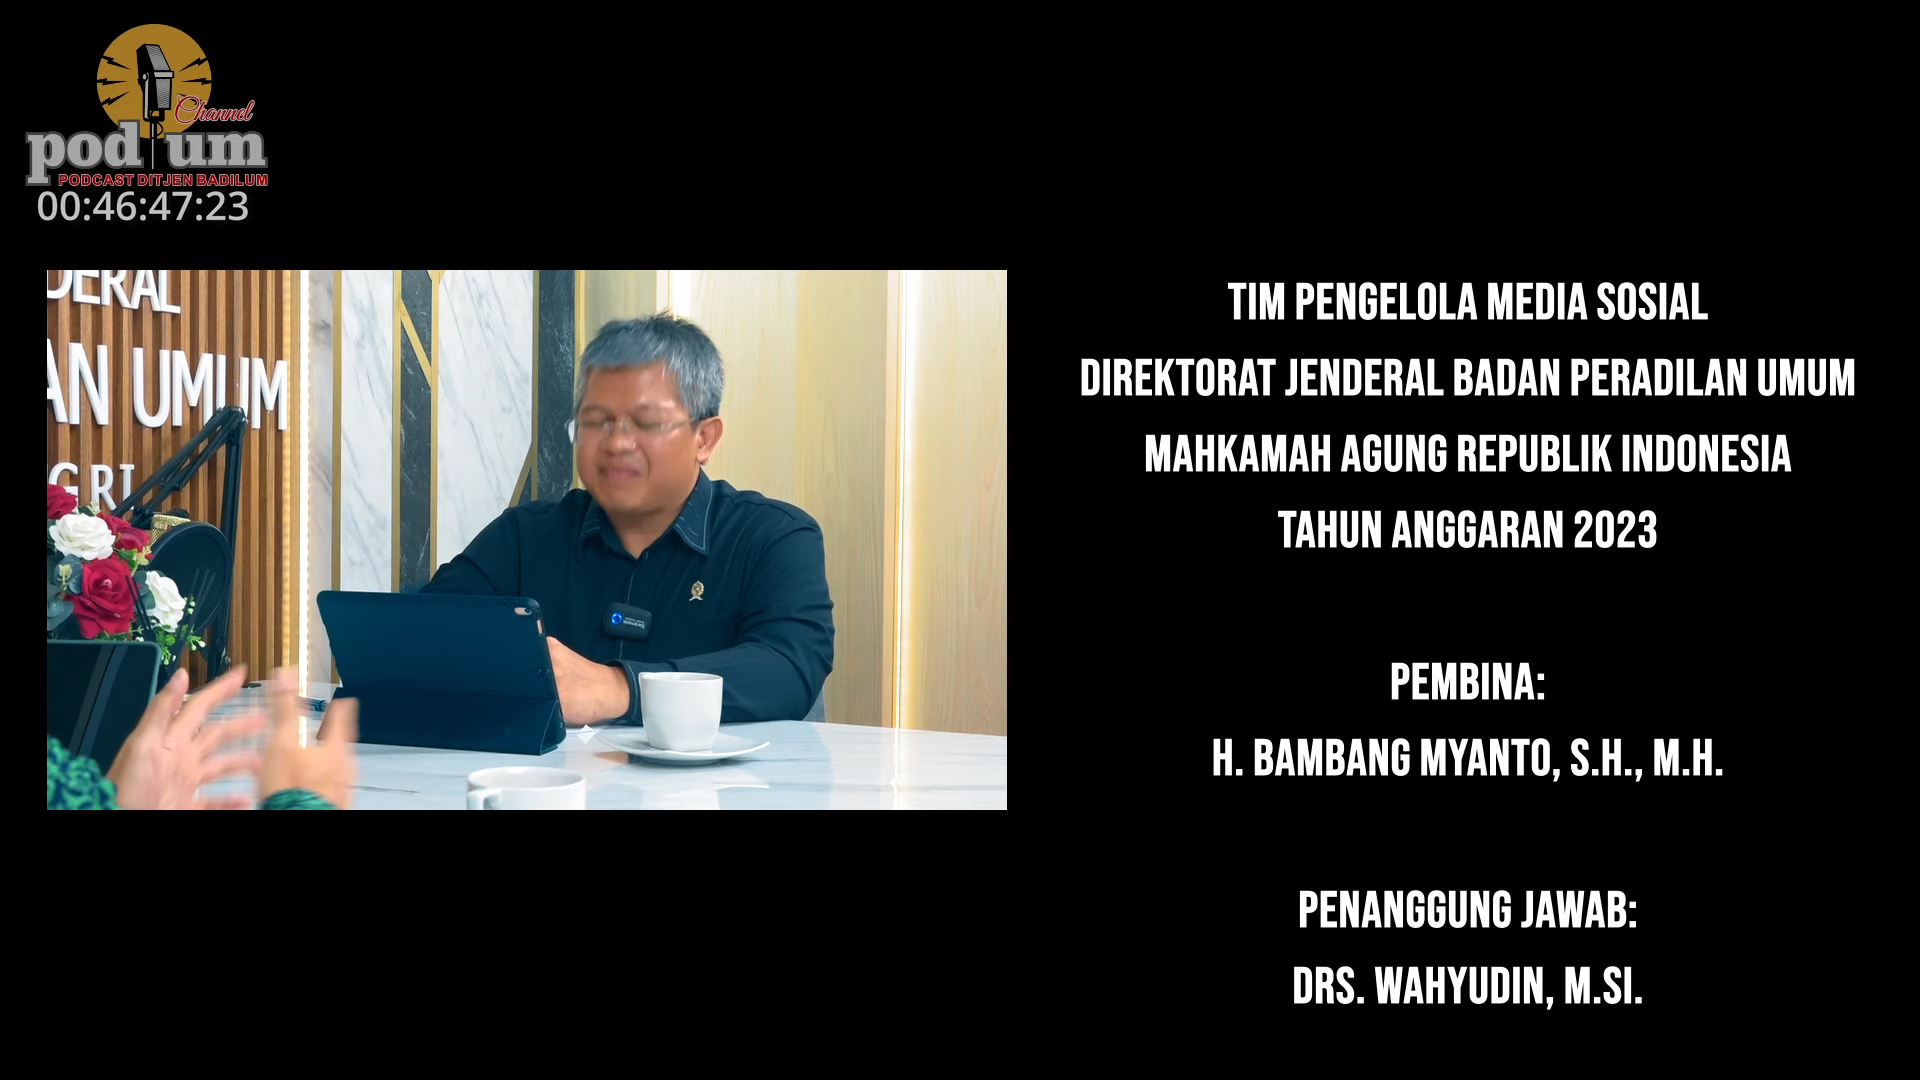 Channel
podium
PODCAST DITJEN BADILUM
00:46:47:23
DERAL
AN UMUM
G RI
TIM PENGELOLA MEDIA SOSIAL
DIREKTORAT JENDERAL BADAN PERADILAN UMUM
MAHKAMAH AGUNG REPUBLIK INDONESIA
TAHUN ANGGARAN 2023
PEMBINA:
H. BAMBANG MYANTO, S.H., M.H.
PENANGGUNG JAWAB:
DRS. WAHYUDIN, M.SI.